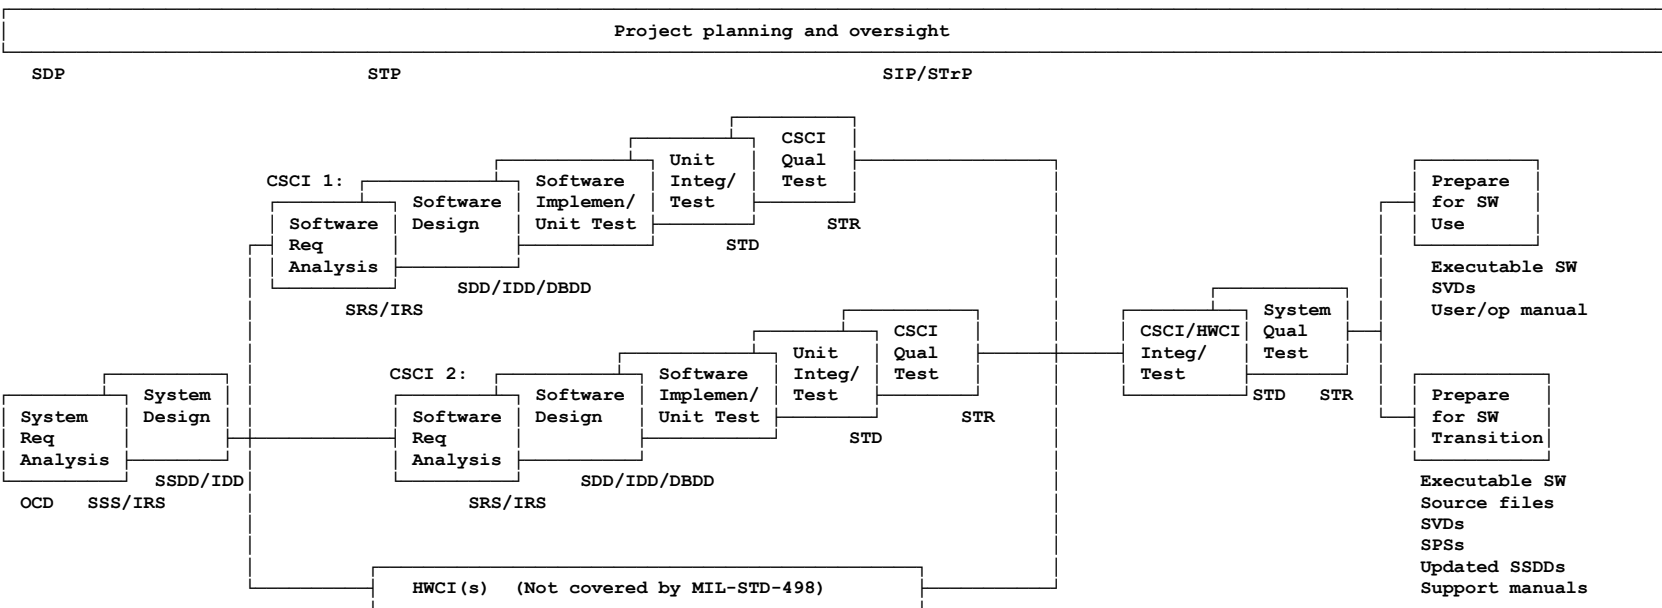 Project planning and oversight
SDP STP SIP/STrP
CSCI 1:
Software
Req
Analysis
SRS/IRS
Software
Design
SDD/IDD/DBDD
Software
Implemen/
Unit Test
Unit
Integ/
Test
STD
CSCI
Qual
Test
STR
System
Req
Analysis
OCD SSS/IRS
System
Design
SSDD/IDD
CSCI 2:
Software
Req
Analysis
SRS/IRS
Software
Design
SDD/IDD/DBDD
Software
Implemen/
Unit Test
Unit
Integ/
Test
STD
CSCI
Qual
Test
STR
HWCI(s) (Not covered by MIL-STD-498)
CSCI/HWCI
Integ/
Test
STD
System
Qual
Test
STR
Prepare
for SW
Use
Executable SW
SVDs
User/op manual
Prepare
for SW
Transition
Executable SW
Source files
SVDs
SPSs
Updated SSDDs
Support manuals